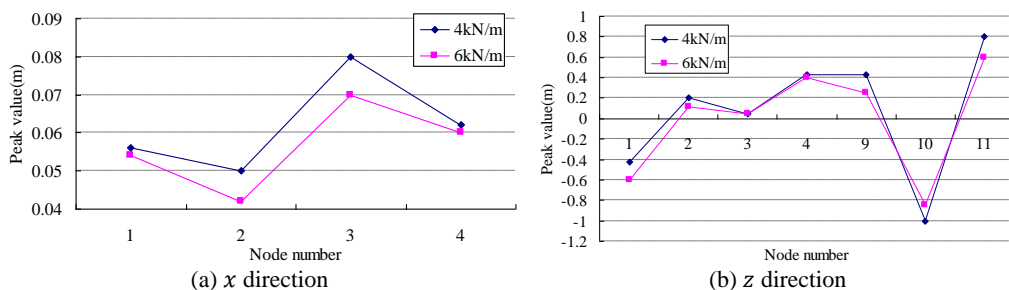 Peak value(m)
0.09
0.08
0.07
0.06
0.05
0.04
4kN/m
6kN/m
1 2 3 4
Node number
(a) x direction
Peak value(m)
1
0.8
0.6
0.4
0.2
0
-0.2
-0.4
-0.6
-0.8
-1
-1.2
4kN/m
6kN/m
1 2 3 4 9 10 11
Node number
(b) z direction